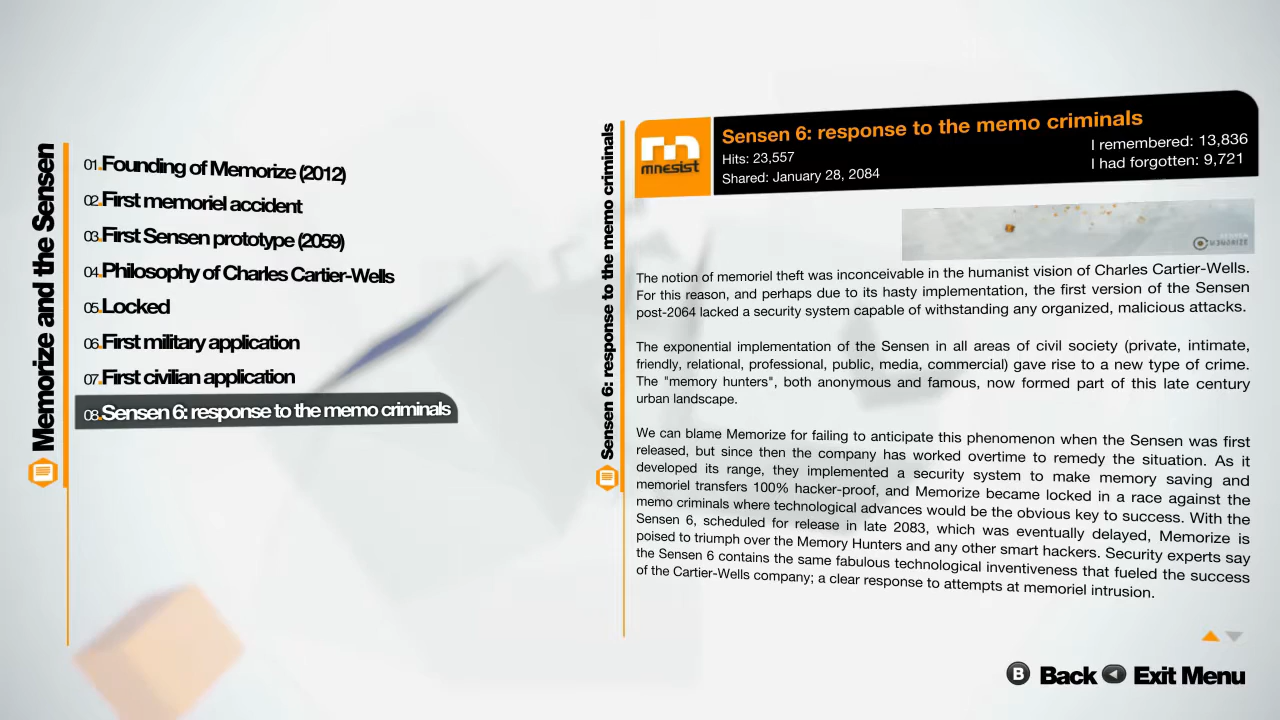 Memorize and the Sensen
01.Founding of Memorize (2012)
02.First memoriel accident
03.First Sensen prototype (2059)
04.Philosophy of Charles Cartier-Wells
05.Locked
06.First military application
07.First civilian application
08.Sensen 6: response to the memo criminals
Sensen 6: response to the memo criminals
mnesist
Sensen 6: response to the memo criminals
Hits: 23,557
Shared: January 28, 2084
I remembered: 13,836
I had forgotten: 9,721
MEMORIZE
The notion of memoriel theft was inconceivable in the humanist vision of Charles Cartier-Wells.
For this reason, and perhaps due to its hasty implementation, the first version of the Sensen
post-2064 lacked a security system capable of withstanding any organized, malicious attacks.
The exponential implementation of the Sensen in all areas of civil society (private, intimate,
friendly, relational, professional, public, media, commercial) gave rise to a new type of crime.
The "memory hunters", both anonymous and famous, now formed part of this late century
urban landscape.
We can blame Memorize for failing to anticipate this phenomenon when the Sensen was first
released, but since then the company has worked overtime to remedy the situation. As it
developed its range, they implemented a security system to make memory saving and
memoriel transfers 100% hacker-proof, and Memorize became locked in a race against the
memo criminals where technological advances would be the obvious key to success. With the
Sensen 6, scheduled for release in late 2083, which was eventually delayed, Memorize is
poised to triumph over the Memory Hunters and any other smart hackers. Security experts say
the Sensen 6 contains the same fabulous technological inventiveness that fueled the success
of the Cartier-Wells company; a clear response to attempts at memoriel intrusion.
B Back Exit Menu